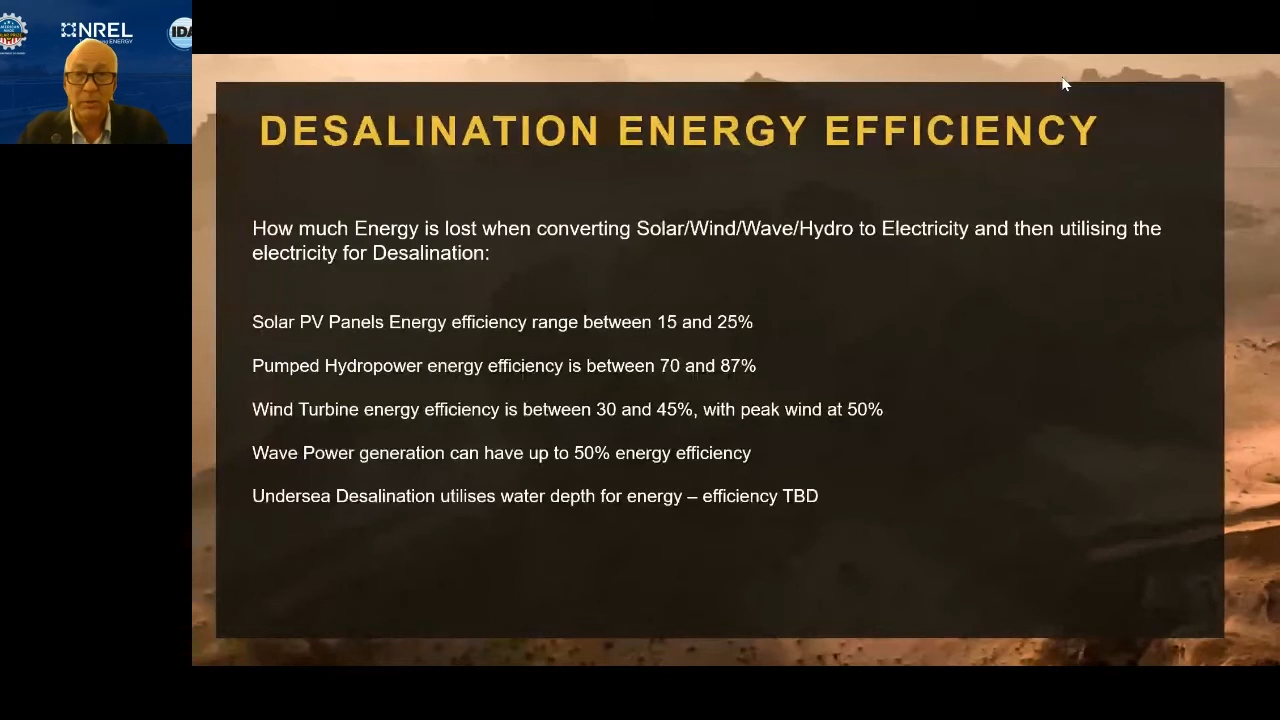 NREL
IDA
DESALINATION ENERGY EFFICIENCY
How much Energy is lost when converting Solar/Wind/Wave/Hydro to Electricity and then utilising the
electricity for Desalination:
Solar PV Panels Energy efficiency range between 15 and 25%
Pumped Hydropower energy efficiency is between 70 and 87%
Wind Turbine energy efficiency is between 30 and 45%, with peak wind at 50%
Wave Power generation can have up to 50% energy efficiency
Undersea Desalination utilises water depth for energy – efficiency TBD